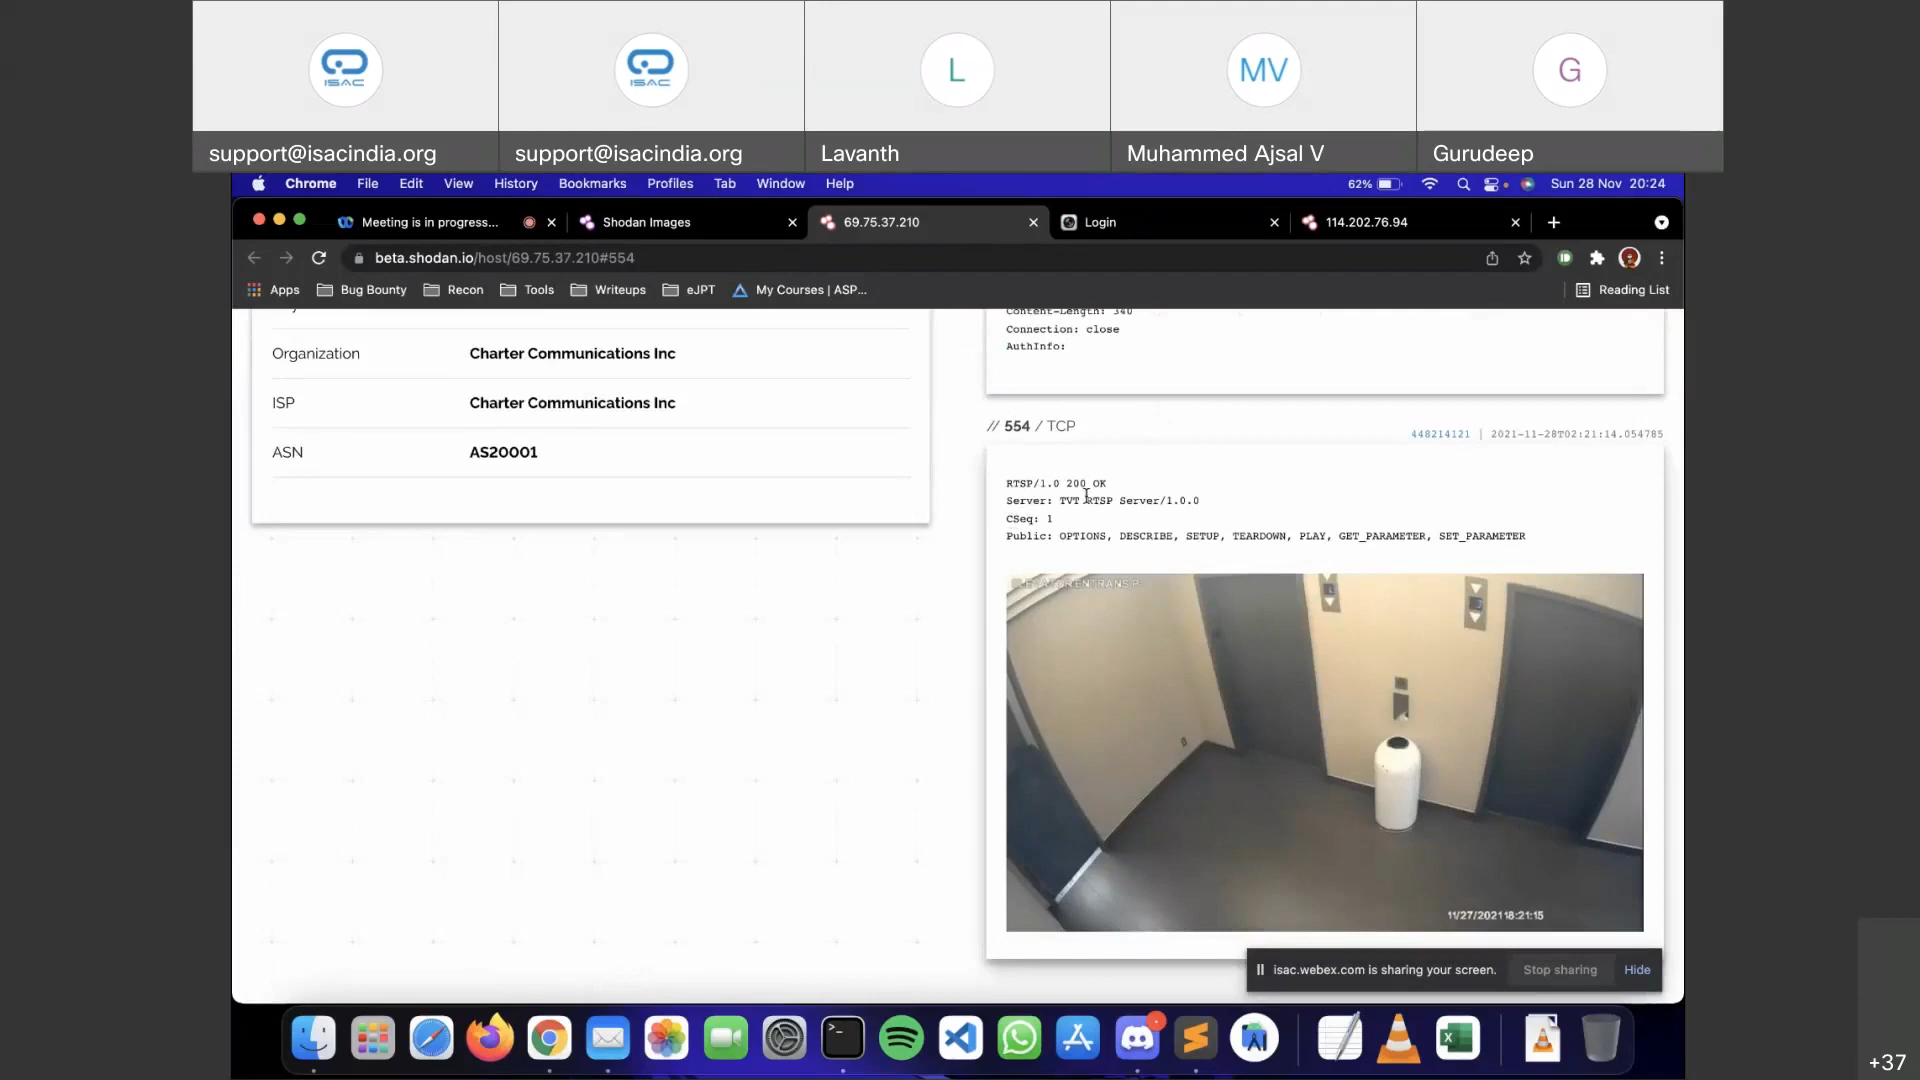 ISAC
ISAC
L
MV
G
support@isacindia.org
support@isacindia.org
Lavanth
Muhammed Ajsal V
Gurudeep
Chrome File Edit View History Bookmarks Profiles Tab Window Help
62% Sun 28 Nov 20:24
Meeting is in progress...
Shodan Images
69.75.37.210
Login
114.202.76.94
beta.shodan.io/host/69.75.37.210#554
Apps Bug Bounty Recon Tools Writeups eJPT My Courses | ASP...
Reading List
Organization Charter Communications Inc
ISP Charter Communications Inc
ASN AS20001
Content-Length: 340
Connection: close
AuthInfo:
// 554 / TCP
448214121 | 2021-11-28T02:21:14.054785
RTSP/1.0 200 OK
Server: TVT RTSP Server/1.0.0
CSeq: 1
Public: OPTIONS, DESCRIBE, SETUP, TEARDOWN, PLAY, GET_PARAMETER, SET_PARAMETER
11/27/2021 18:21:15
isac.webex.com is sharing your screen. Stop sharing Hide
+37